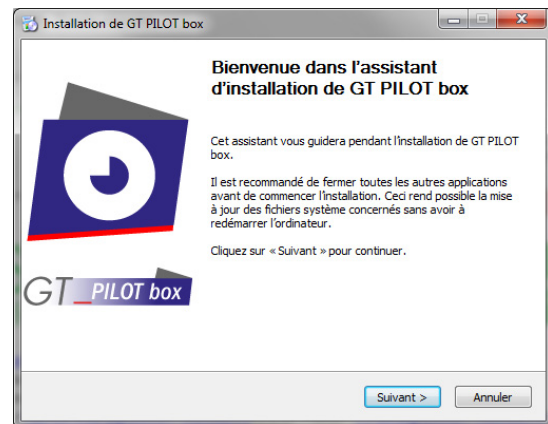 Installation de GT PILOT box
Bienvenue dans l'assistant
d'installation de GT PILOT box
Cet assistant vous guidera pendant l'installation de GT PILOT
box.
Il est recommandé de fermer toutes les autres applications
avant de commencer l'installation. Ceci rend possible la mise
à jour des fichiers système concernés sans avoir à
redémarrer l'ordinateur.
Cliquez sur « Suivant » pour continuer.
GT_PILOT box
Suivant >
Annuler